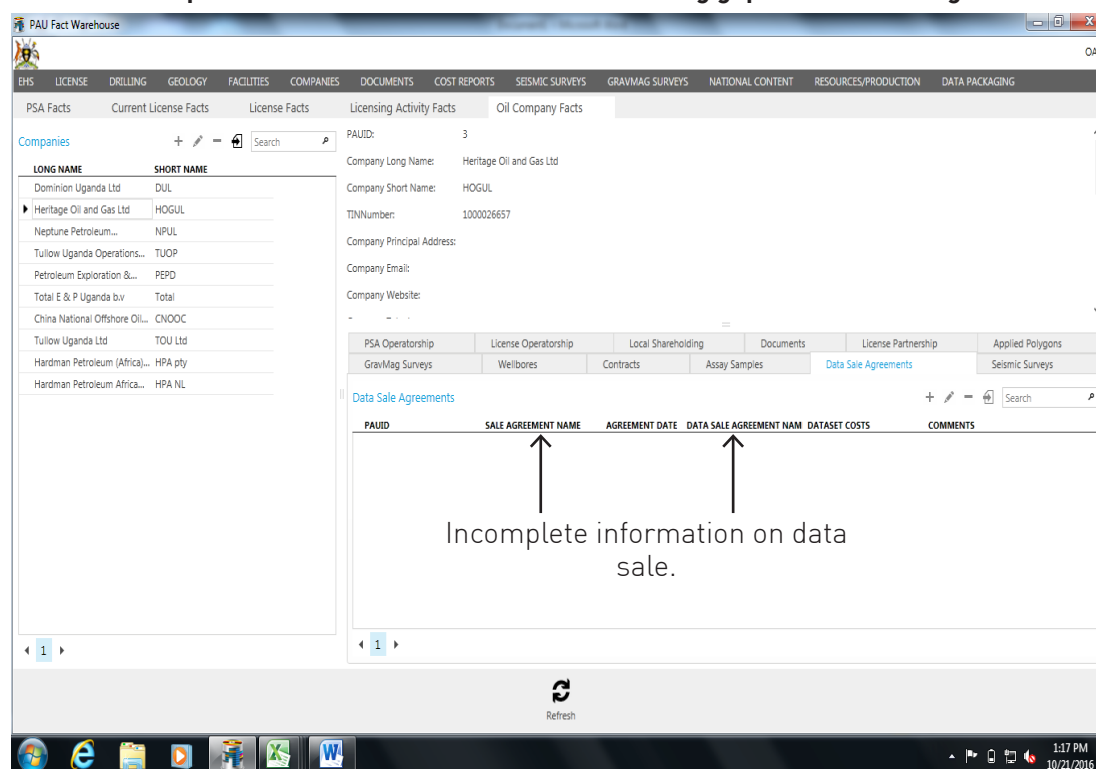 PAU Fact Warehouse
EHS LICENSE DRILLING GEOLOGY FACILITIES COMPANIES DOCUMENTS COST REPORTS SEISMIC SURVEYS GRAVMAG SURVEYS NATIONAL CONTENT RESOURCES/PRODUCTION DATA PACKAGING
PSA Facts Current License Facts License Facts Licensing Activity Facts Oil Company Facts
Companies Search
LONG NAME SHORT NAME
Dominion Uganda Ltd DUL
Heritage Oil and Gas Ltd HOGUL
Neptune Petroleum... NPUL
Tullow Uganda Operations... TUOP
Petroleum Exploration &... PEPD
Total E & P Uganda b.v Total
China National Offshore Oil... CNOOC
Tullow Uganda Ltd TOU Ltd
Hardman Petroleum (Africa)... HPA pty
Hardman Petroleum Africa... HPA NL
1
PAUID: 3
Company Long Name: Heritage Oil and Gas Ltd
Company Short Name: HOGUL
TINNumber: 1000026657
Company Principal Address:
Company Email:
Company Website:
PSA Operatorship License Operatorship Local Shareholding Documents License Partnership Applied Polygons
GravMag Surveys Wellbores Contracts Assay Samples Data Sale Agreements Seismic Surveys
Data Sale Agreements Search
PAUID SALE AGREEMENT NAME AGREEMENT DATE DATA SALE AGREEMENT NAM DATASET COSTS COMMENTS
Incomplete information on data
sale.
1
Refresh
1:17 PM
10/21/2016